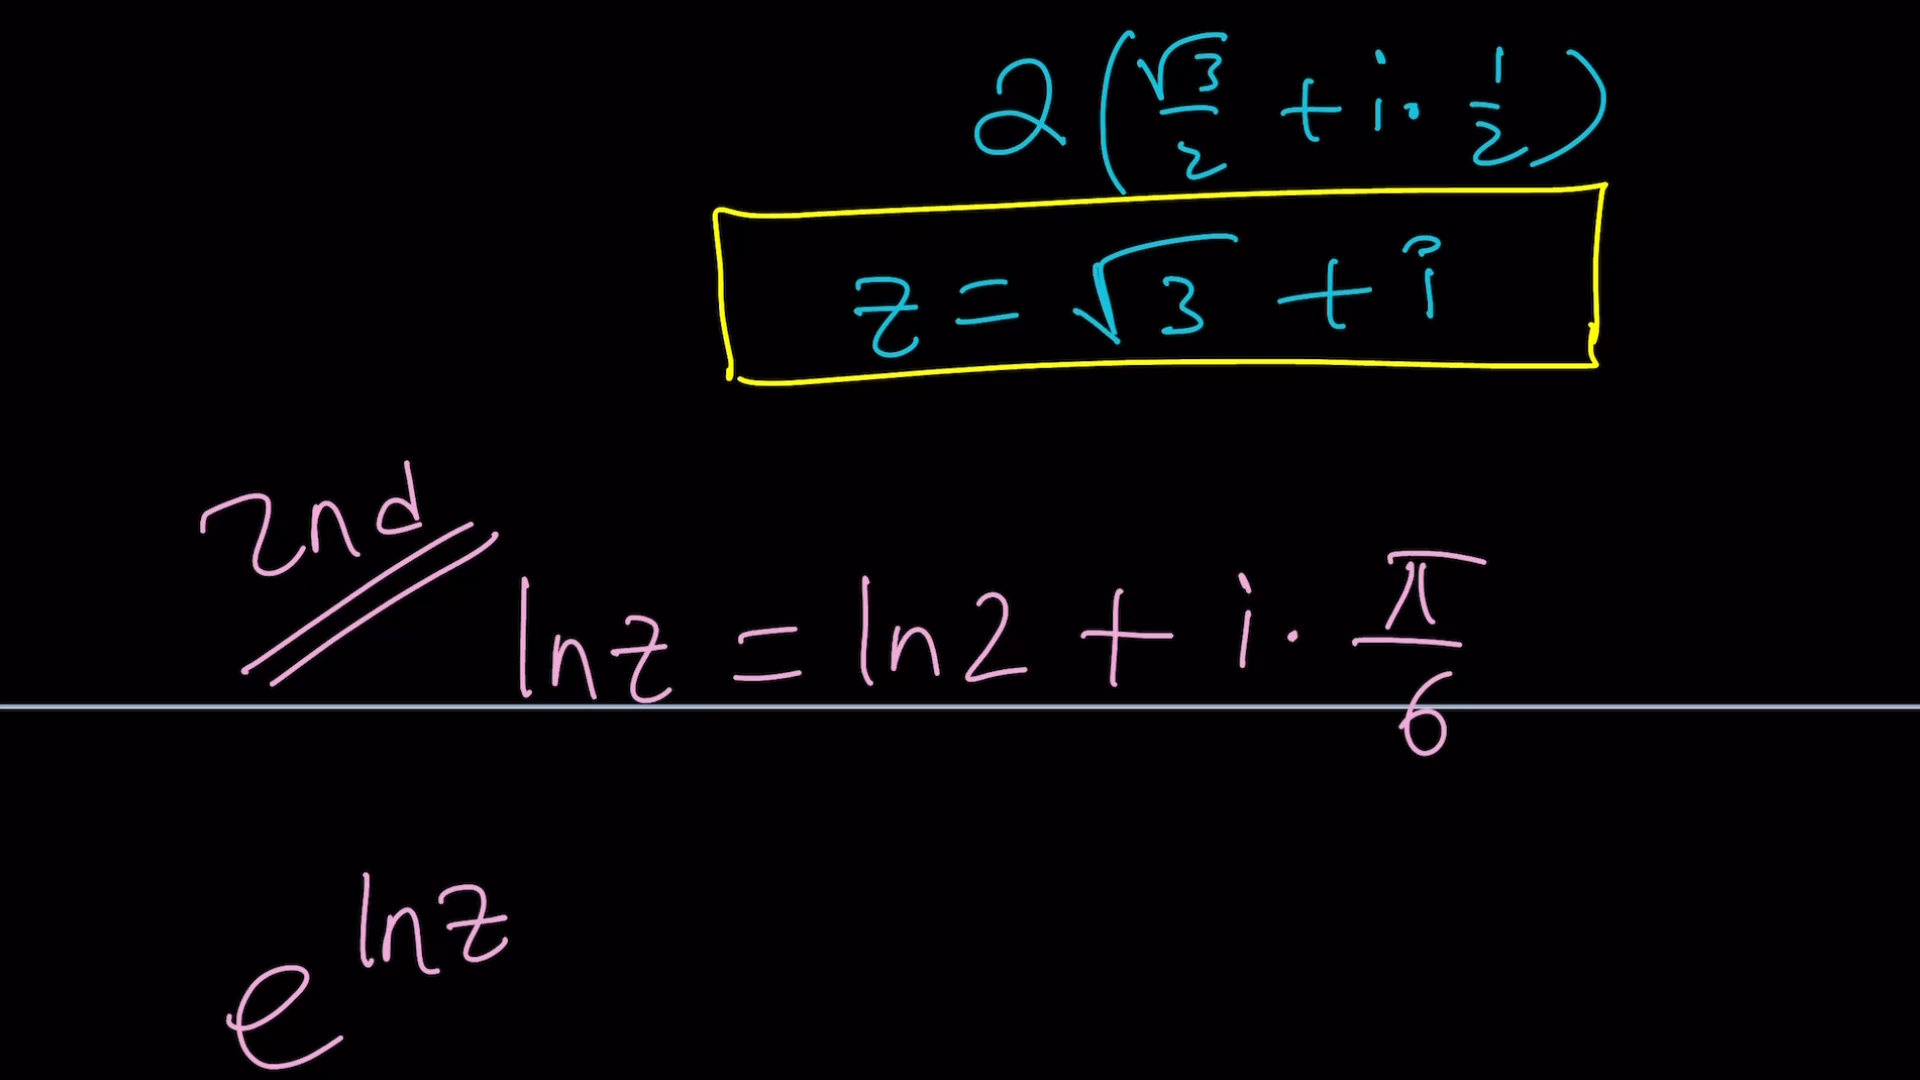 2(√3/2 + i · 1/2)
z = √3 + i
2nd
ln z = ln 2 + i · π/6
e^ln z